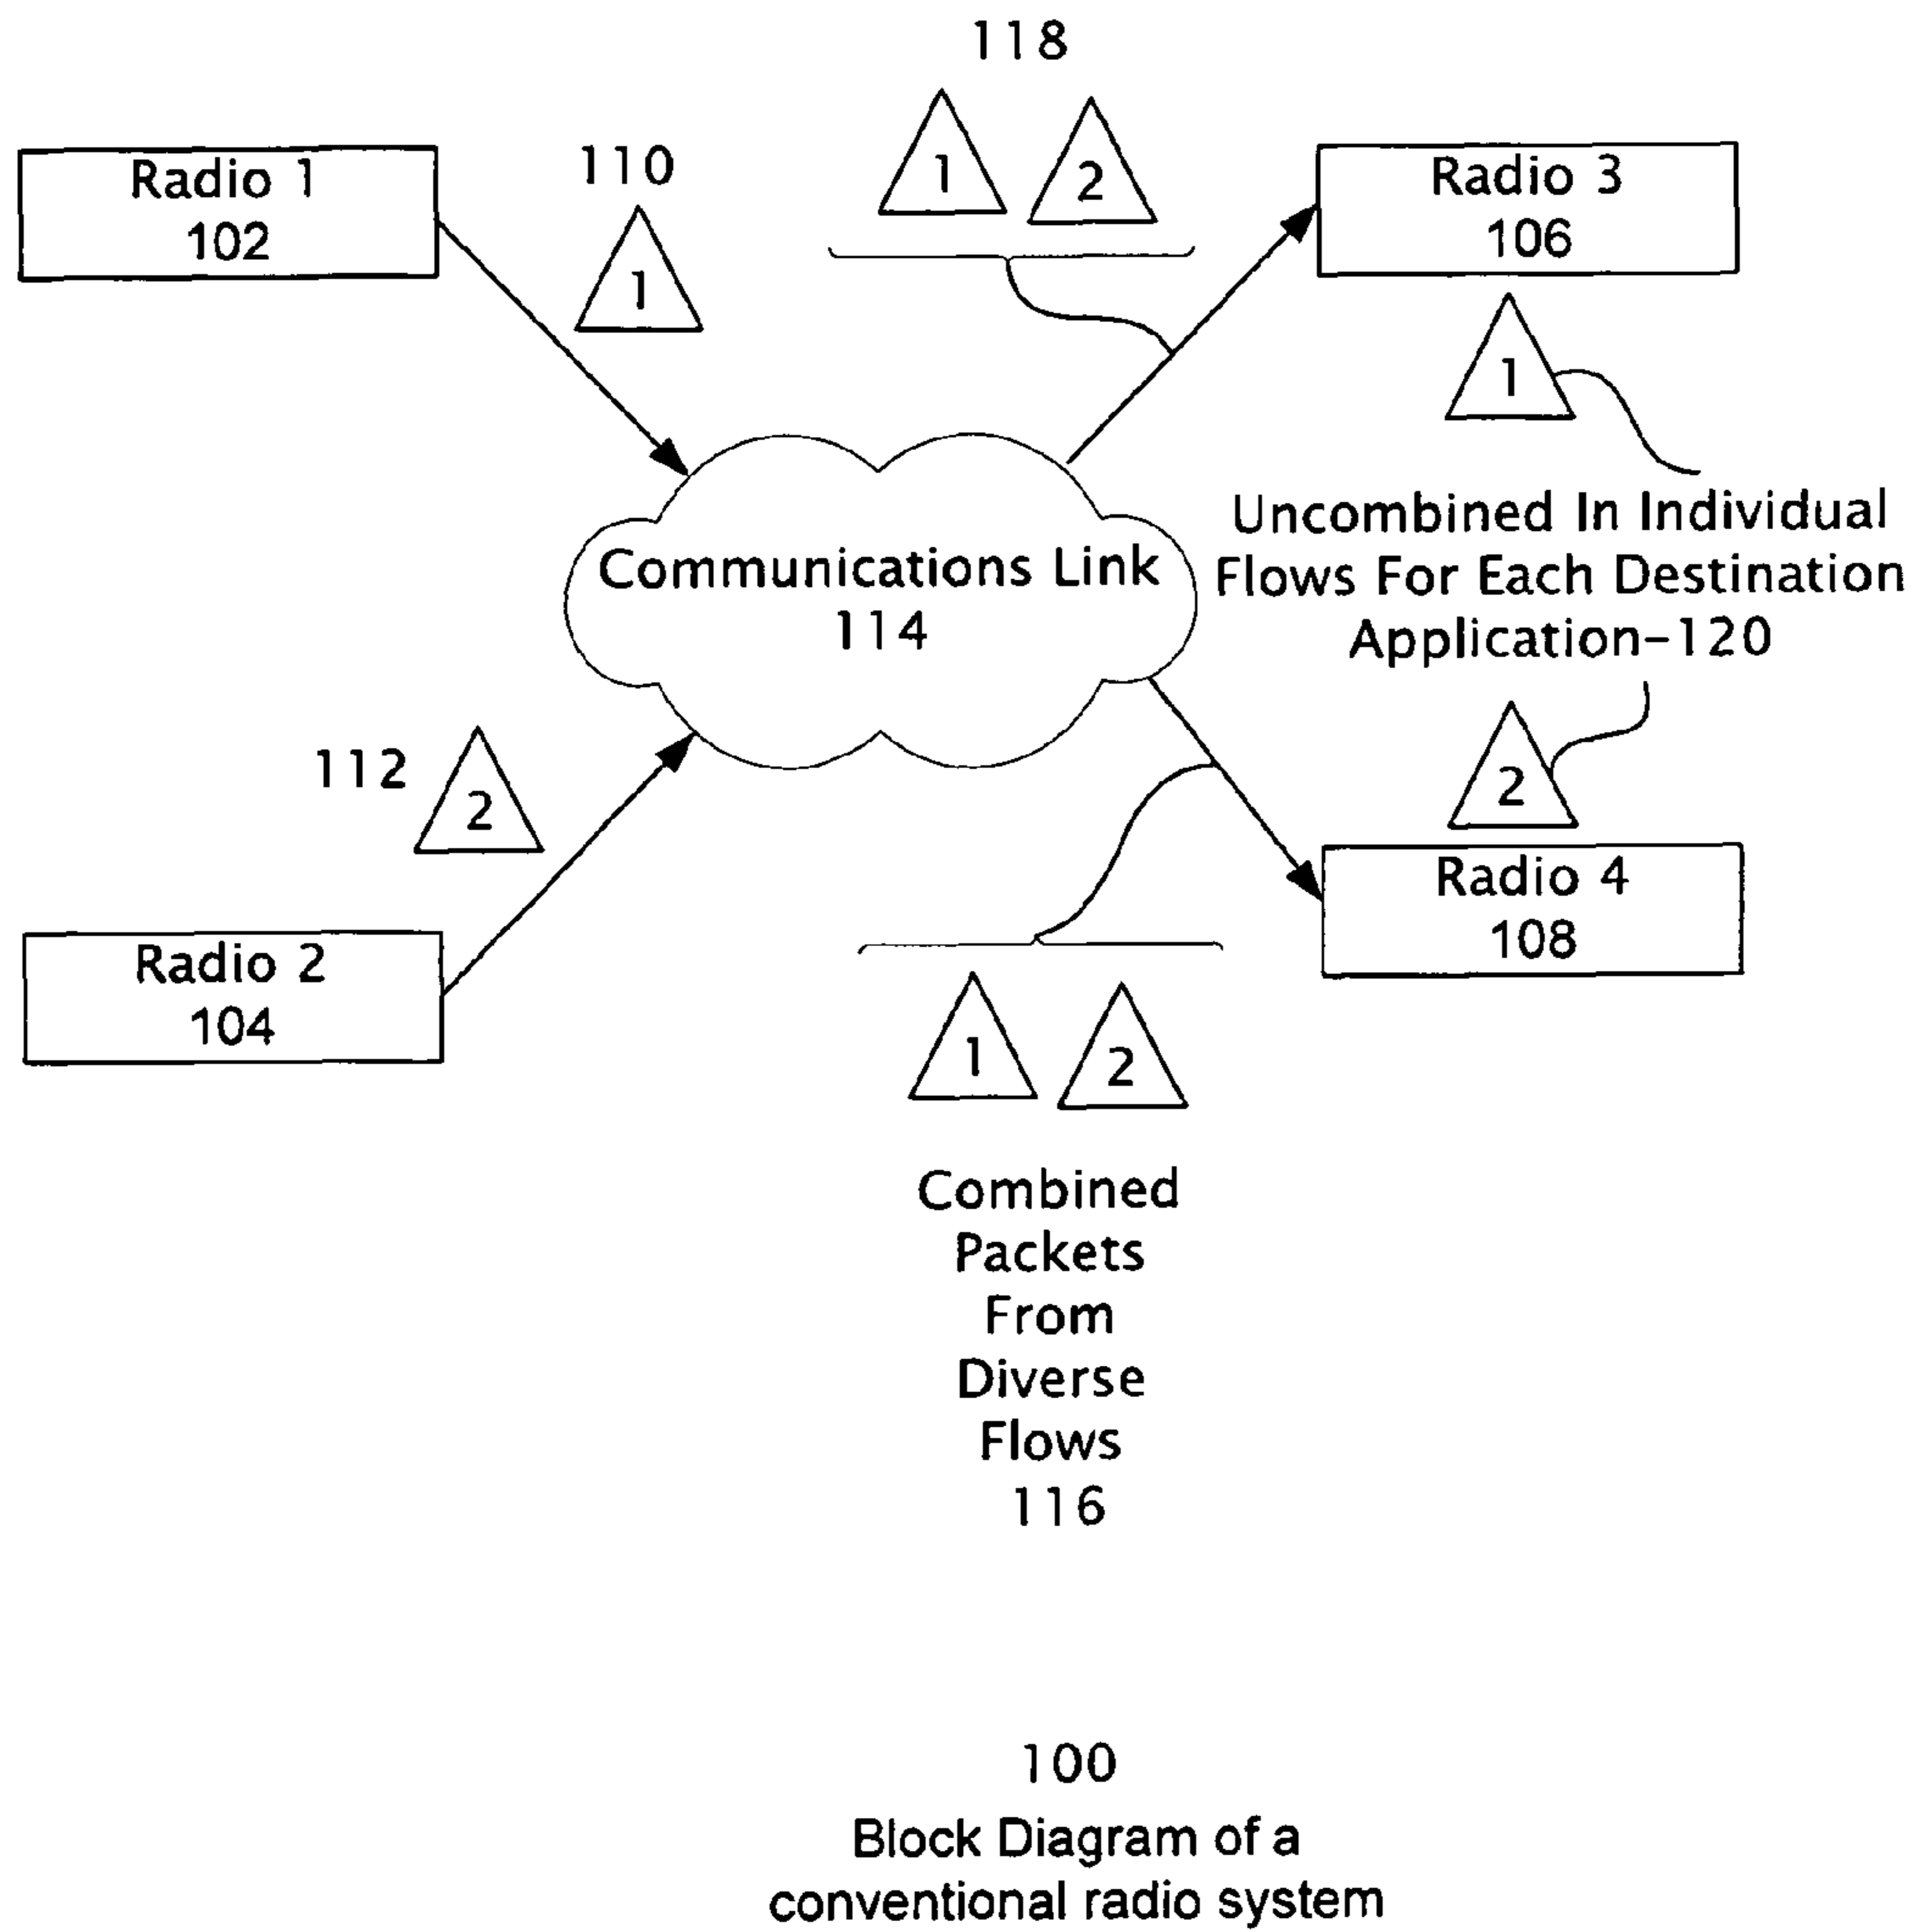 118
1
2
Radio 1
102
110
1
Radio 3
106
1
Uncombined In Individual
Flows For Each Destination
Application-120
Communications Link
114
112
2
2
Radio 4
108
Radio 2
104
1
2
Combined
Packets
From
Diverse
Flows
116
100
Block Diagram of a
conventional radio system